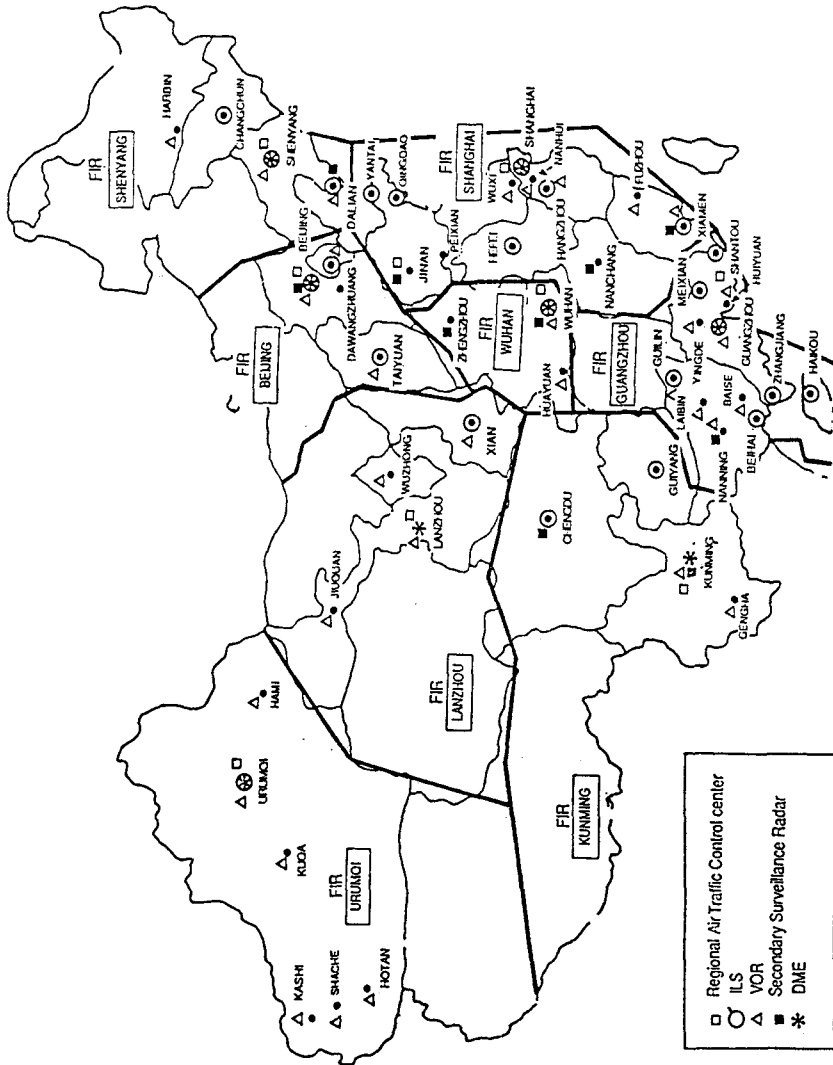 FIR
SHENYANG
HARBIN
CHANGCHUN
SHENYANG
FIR
BEIJING
BEIJING
DALIAN
DAWANGZHUANG
YANTAI
QINGDAO
TAIYUAN
JINAN
PEIXIAN
ZHENGZHOU
FIR
SHANGHAI
WUXI
SHANGHAI
NANHUI
HEFEI
HANGZHOU
NANCHANG
FUZHOU
XIAMEN
FIR
WUHAN
WUHAN
HUAYUAN
FIR
GUANGZHOU
MEIXIAN
SHANTOU
HUIYUAN
GUANGZHOU
YINGDE
GUILIN
LAIBIN
BAISE
NANNING
BEIHAI
ZHANGJIANG
HAIKOU
FIR
URUMQI
URUMQI
HAMI
KUQA
KASHI
SHACHE
HOTAN
FIR
LANZHOU
JIUQUAN
WUZHONG
LANZHOU
XIAN
FIR
KUNMING
CHENGDU
GUIYANG
KUNMING
GENGHA
Regional Air Traffic Control center
ILS
VOR
Secondary Surveillance Radar
DME